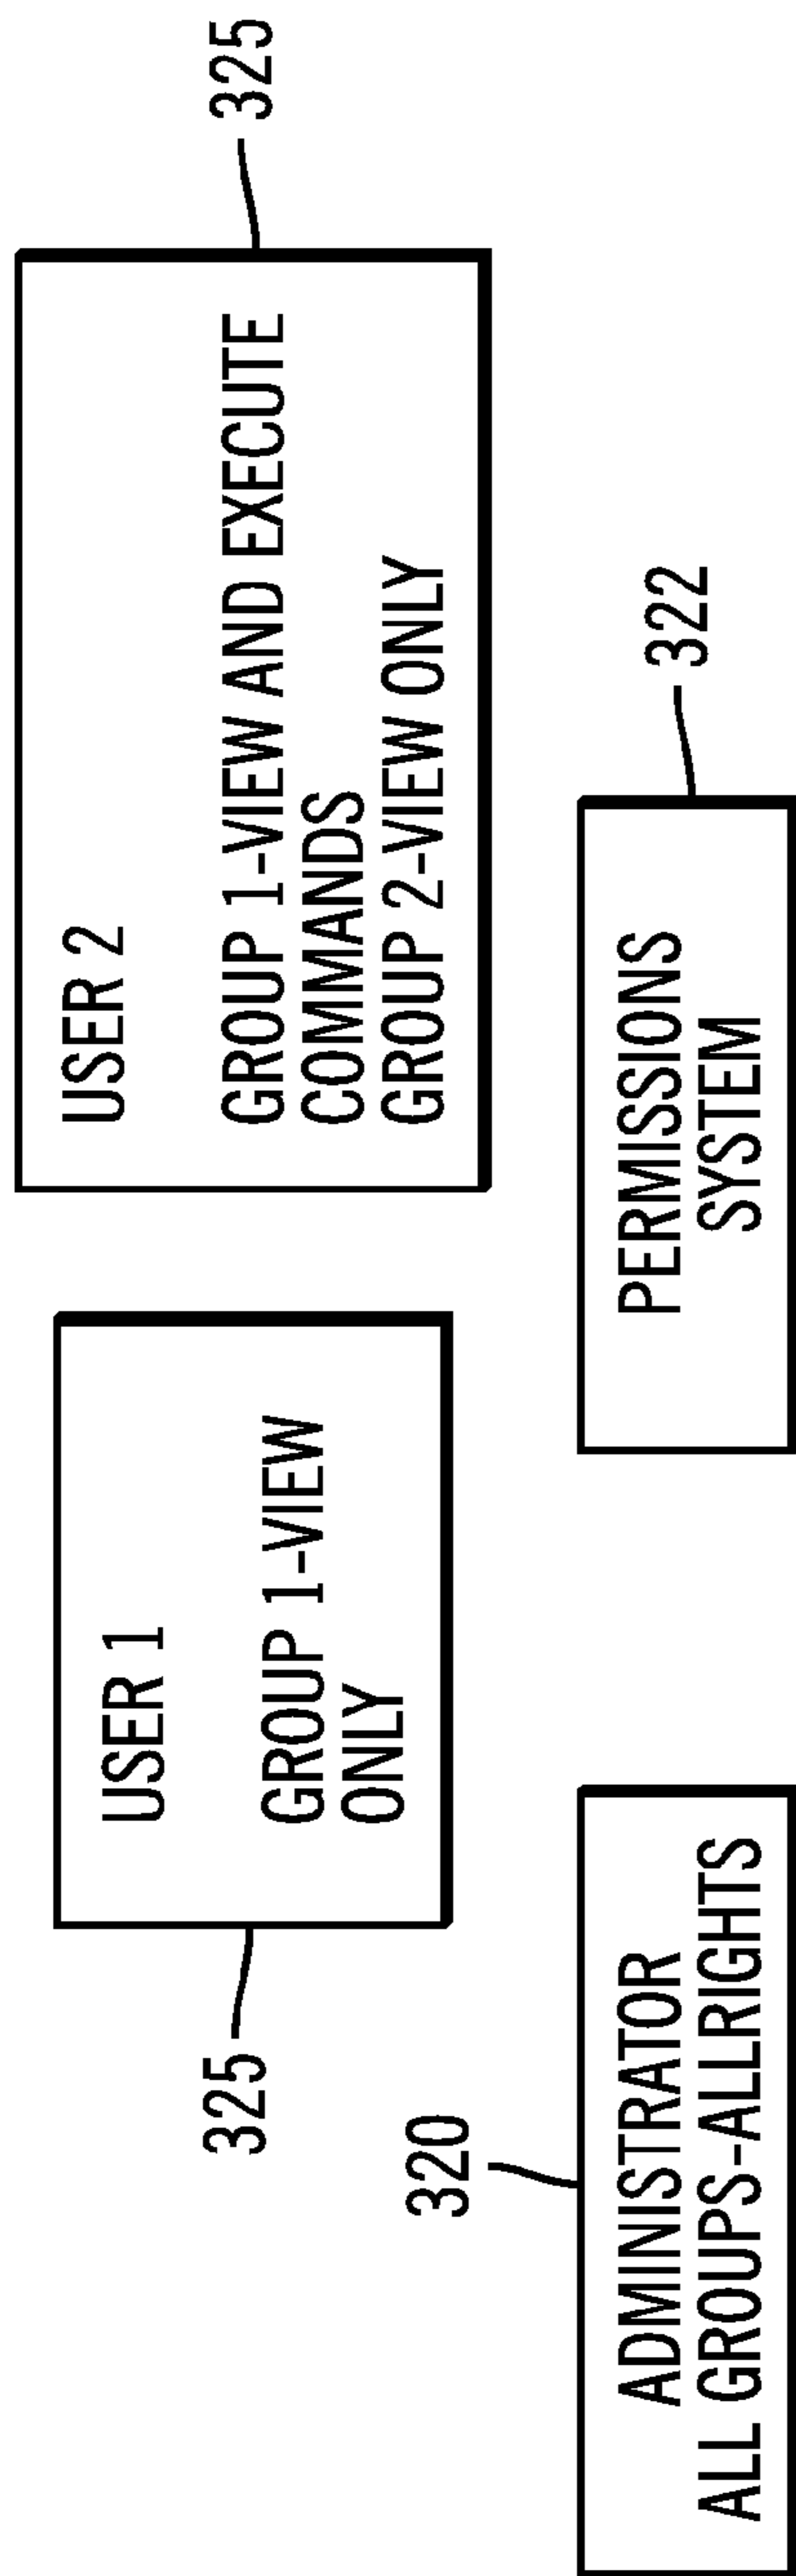 325
USER 1
GROUP 1-VIEW
ONLY
USER 2
GROUP 1-VIEW AND EXECUTE
COMMANDS
GROUP 2-VIEW ONLY
325
320
ADMINISTRATOR
ALL GROUPS-ALLRIGHTS
PERMISSIONS
SYSTEM
322